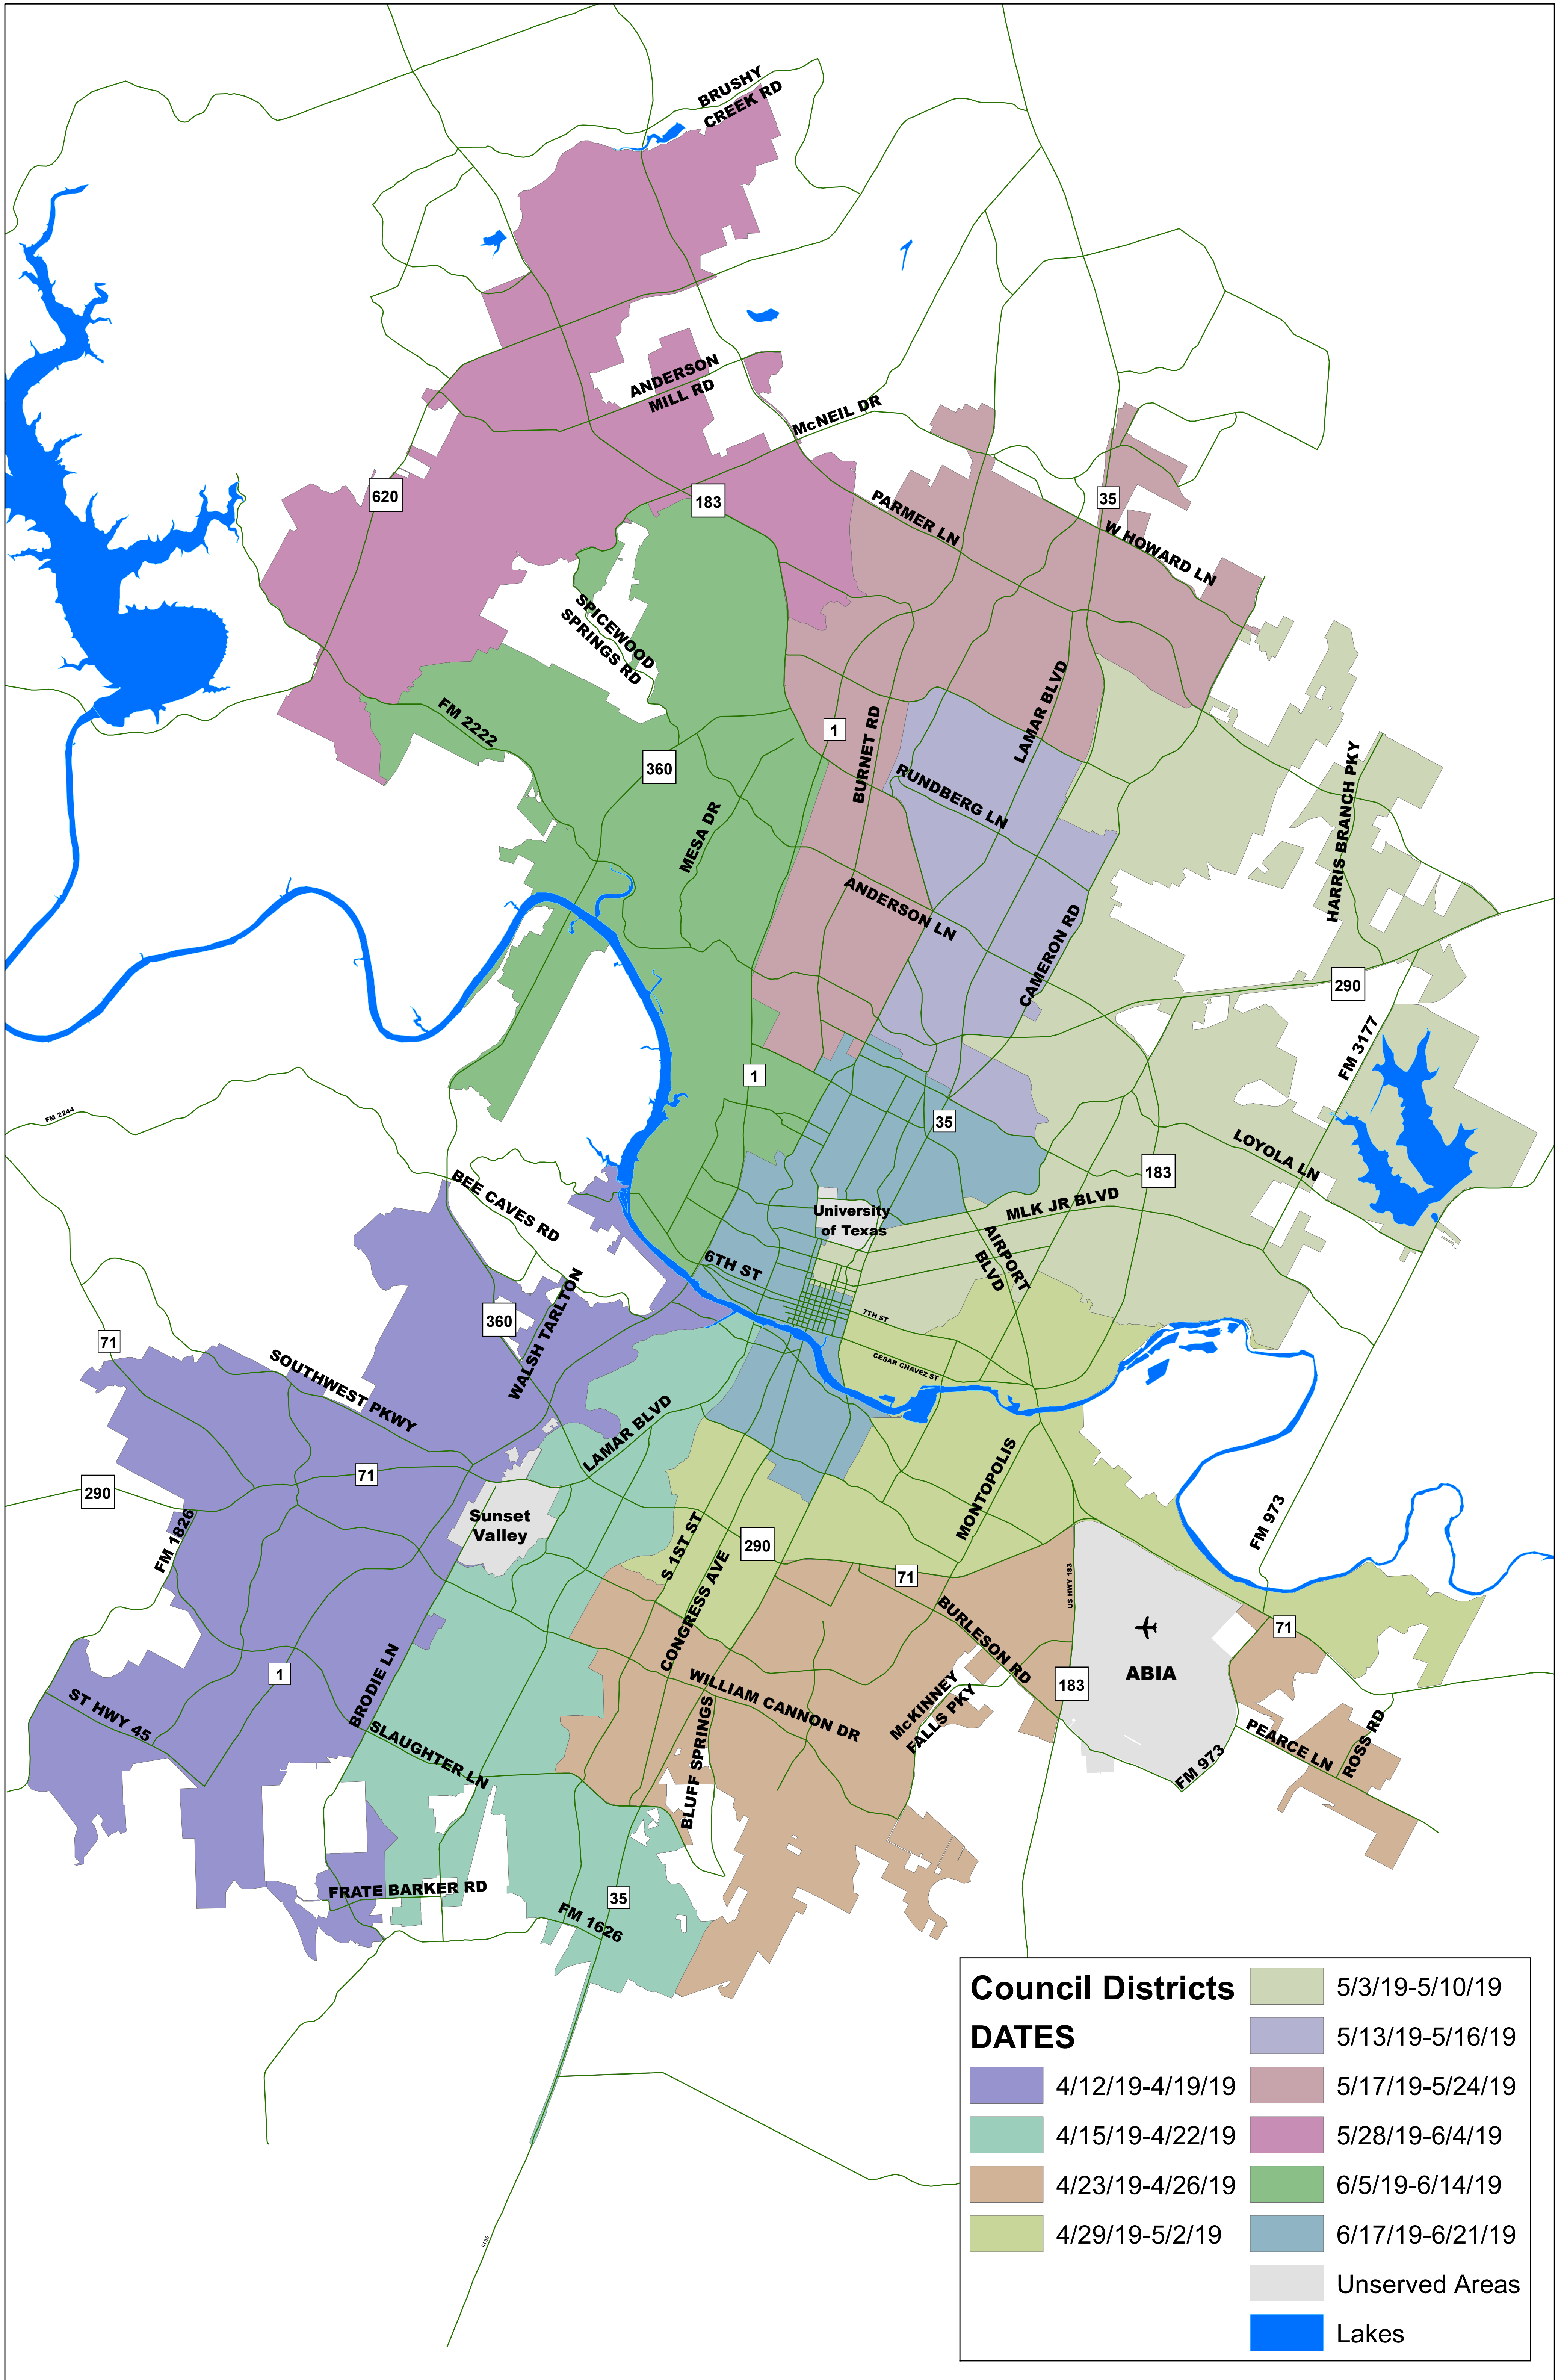 BRUSHY
CREEK RD
ANDERSON
MILL RD
McNEIL DR
620
183
35
PARMER LN
W HOWARD LN
SPICEWOOD
SPRINGS RD
FM 2222
LAMAR BLVD
1
BURNET RD
360
RUNDBERG LN
HARRIS BRANCH PKY
MESA DR
ANDERSON LN
CAMERON RD
290
FM 3177
1
FM 2244
35
LOYOLA LN
183
BEE CAVES RD
MLK JR BLVD
University
of Texas
AIRPORT
BLVD
6TH ST
7TH ST
360
WALSH TARLTON
71
CESAR CHAVEZ ST
SOUTHWEST PKWY
LAMAR BLVD
71
290
MONTOPOLIS
Sunset
Valley
FM 1826
S 1ST ST
290
FM 973
71
US HWY 183
CONGRESS AVE
BURLESON RD
71
ABIA
1
BRODIE LN
183
WILLIAM CANNON DR
McKINNEY
FALLS PKY
ST HWY 45
SLAUGHTER LN
BLUFF SPRINGS
FM 973
PEARCE LN
ROSS RD
FRATE BARKER RD
35
FM 1626
Council Districts
DATES
4/12/19-4/19/19
4/15/19-4/22/19
4/23/19-4/26/19
4/29/19-5/2/19
5/3/19-5/10/19
5/13/19-5/16/19
5/17/19-5/24/19
5/28/19-6/4/19
6/5/19-6/14/19
6/17/19-6/21/19
Unserved Areas
Lakes